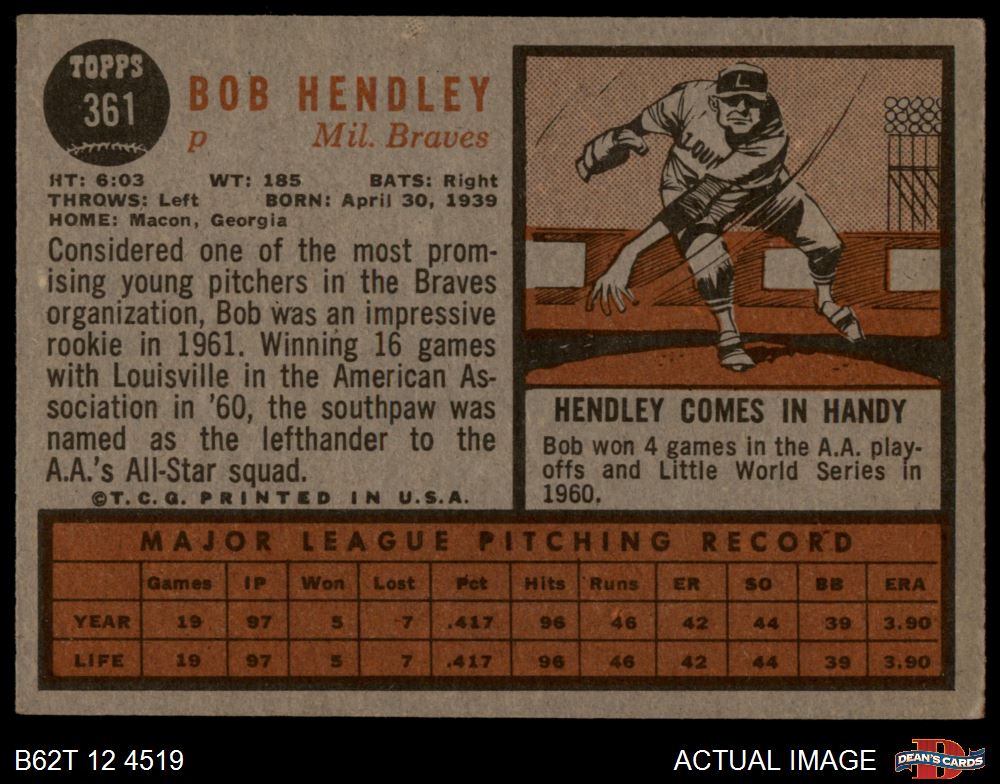 TOPPS
361
BOB HENDLEY
p Mil. Braves
HT: 6:03 WT: 185 BATS: Right
THROWS: Left BORN: April 30, 1939
HOME: Macon, Georgia
Considered one of the most prom-
ising young pitchers in the Braves
organization, Bob was an impressive
rookie in 1961. Winning 16 games
with Louisville in the American As-
sociation in '60, the southpaw was
named as the lefthander to the
A.A.'s All-Star squad.
©T.C.G. PRINTED IN U.S.A.
L
LOUI
HENDLEY COMES IN HANDY
Bob won 4 games in the A.A. play-
offs and Little World Series in
1960.
MAJOR LEAGUE PITCHING RECORD
Games IP Won Lost Pct Hits Runs ER SO BB ERA
YEAR 19 97 5 7 .417 96 46 42 44 39 3.90
LIFE 19 97 5 7 .417 96 46 42 44 39 3.90
B62T 12 4519
ACTUAL IMAGE
D
DEAN'S CARDS